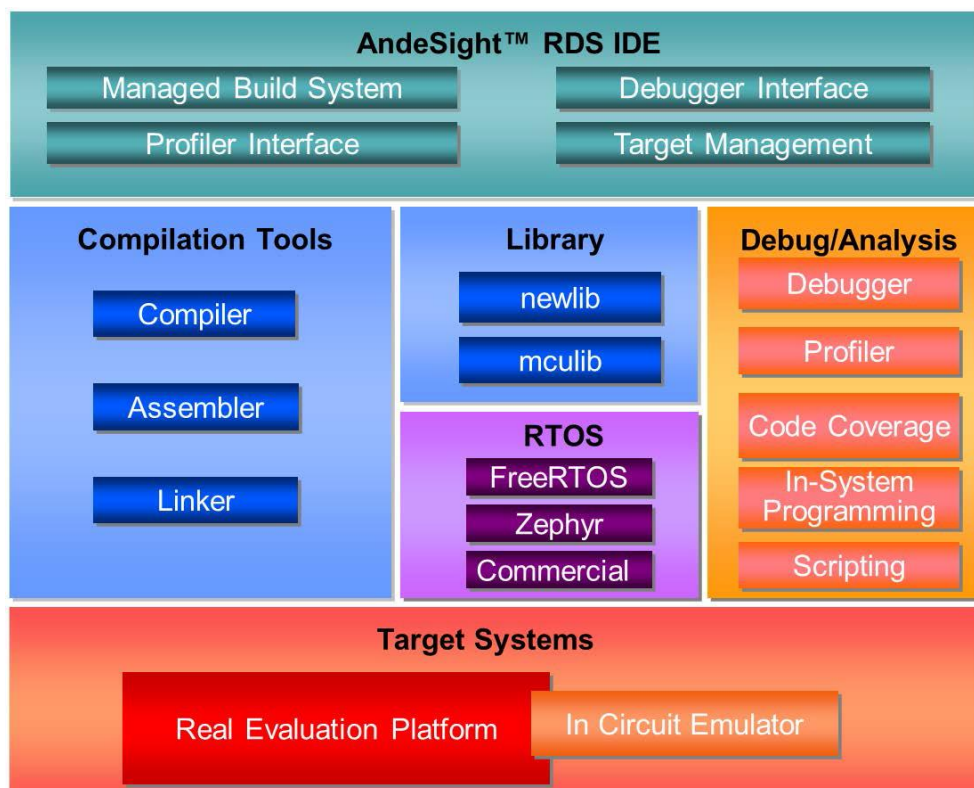 AndeSight™ RDS IDE
Managed Build System
Debugger Interface
Profiler Interface
Target Management
Compilation Tools
Compiler
Assembler
Linker
Library
newlib
mculib
RTOS
FreeRTOS
Zephyr
Commercial
Debug/Analysis
Debugger
Profiler
Code Coverage
In-System
Programming
Scripting
Target Systems
Real Evaluation Platform
In Circuit Emulator